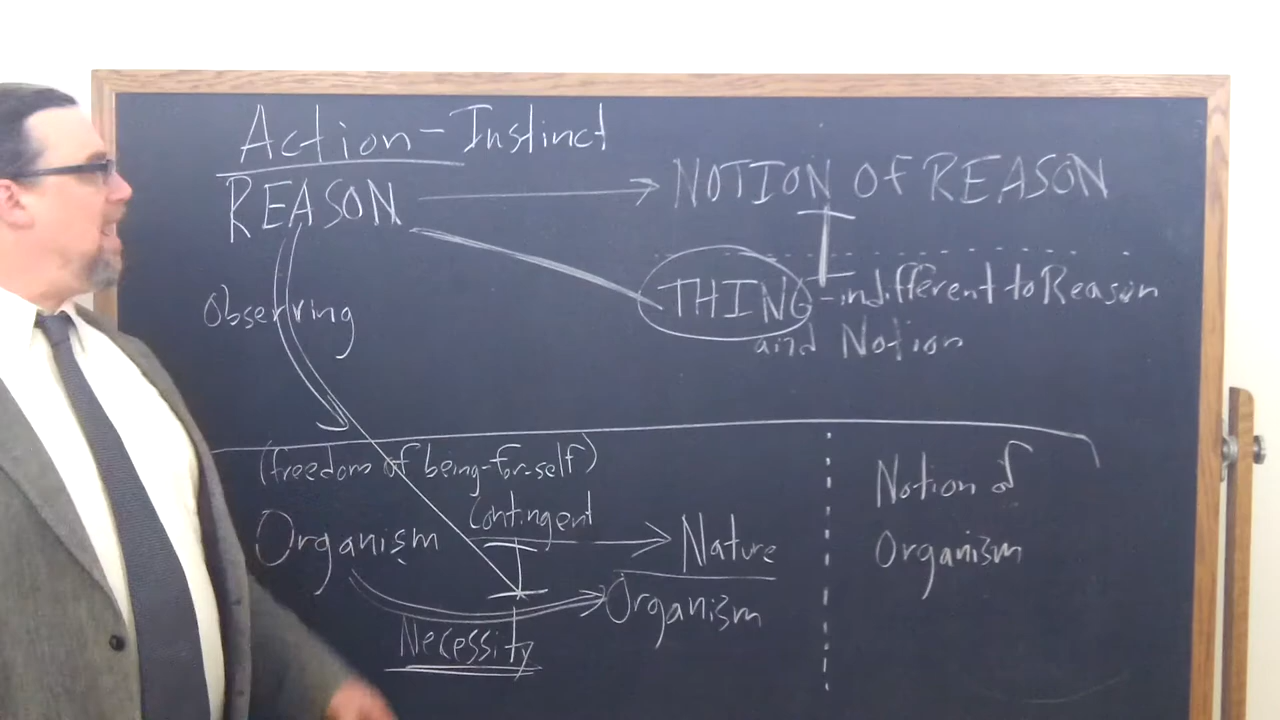 Action-Instinct
REASON
NOTION OF REASON
Observing
THING-indifferent to Reason
and Notion
(freedom of being-for-self)
Contingent
Organism
Nature
Organism
Necessity
Notion of
Organism